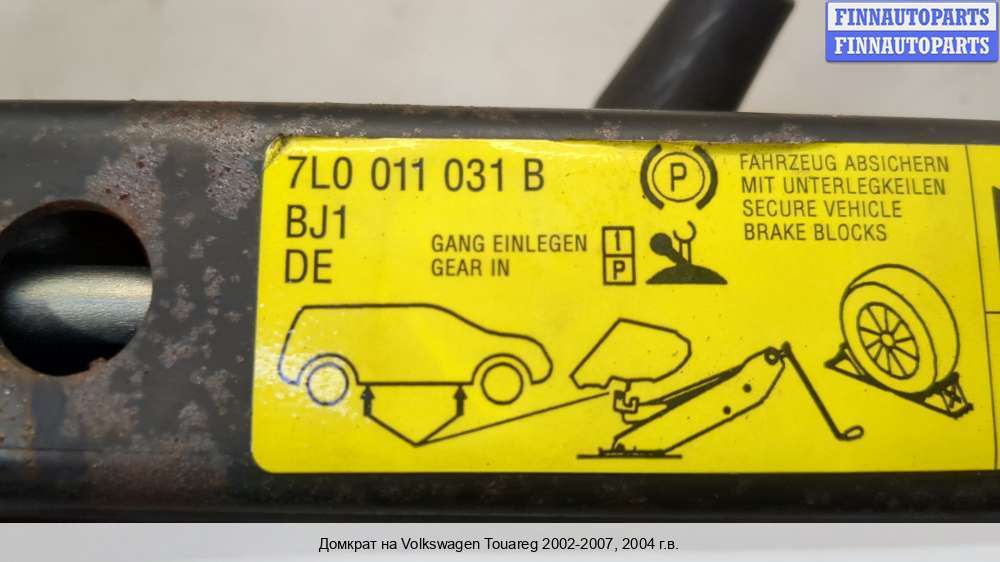 FINNAUTOPARTS
FINNAUTOPARTS
7L0 011 031 B
BJ1
DE
GANG EINLEGEN
GEAR IN
I
P
P
FAHRZEUG ABSICHERN
MIT UNTERLEGKEILEN
SECURE VEHICLE
BRAKE BLOCKS
Домкрат на Volkswagen Touareg 2002-2007, 2004 г.в.